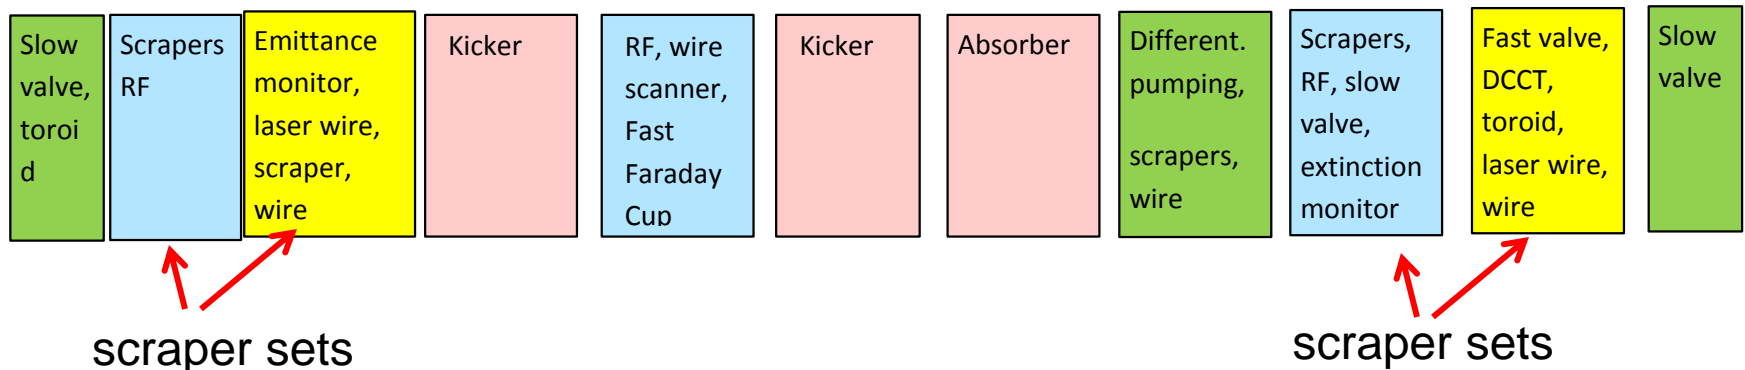 Slow
valve,
toroi
d
Scrapers
RF
Emittance
monitor,
laser wire,
scraper,
wire
Kicker
RF, wire
scanner,
Fast
Faraday
Cup
Kicker
Absorber
Different.
pumping,
scrapers,
wire
Scrapers,
RF, slow
valve,
extinction
monitor
Fast valve,
DCCT,
toroid,
laser wire,
wire
Slow
valve
scraper sets
scraper sets